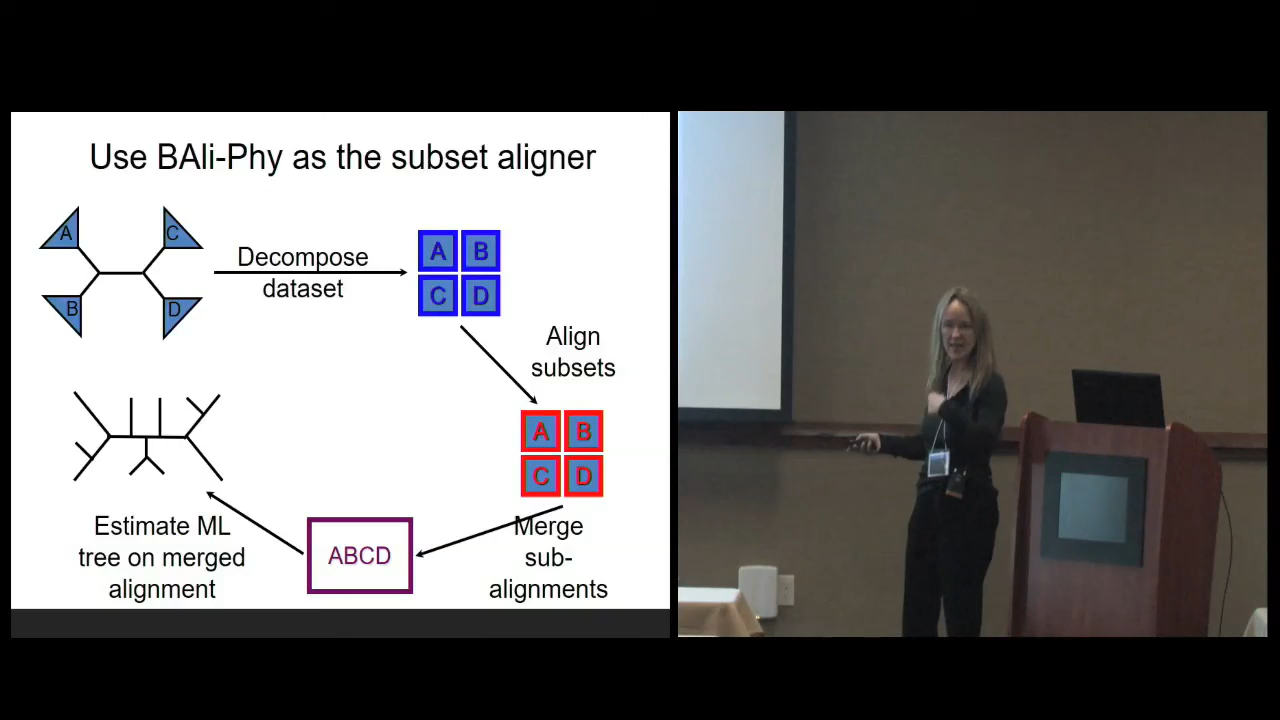 Use BAli-Phy as the subset aligner
A
C
B
D
Decompose
dataset
A B
C D
Align
subsets
A B
C D
Merge
sub-
alignments
ABCD
Estimate ML
tree on merged
alignment